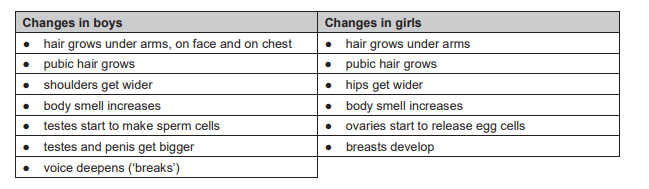 Changes in boys Changes in girls
● hair grows under arms, on face and on chest ● hair grows under arms
● pubic hair grows ● pubic hair grows
● shoulders get wider ● hips get wider
● body smell increases ● body smell increases
● testes start to make sperm cells ● ovaries start to release egg cells
● testes and penis get bigger ● breasts develop
● voice deepens (‘breaks’)